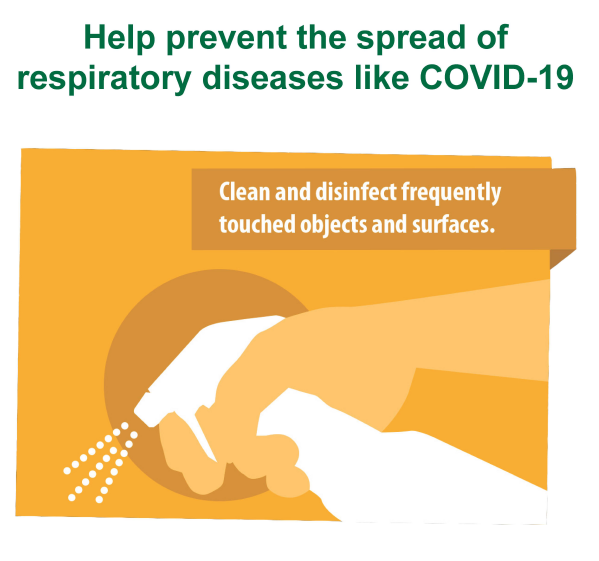 Help prevent the spread of
respiratory diseases like COVID-19
Clean and disinfect frequently
touched objects and surfaces.